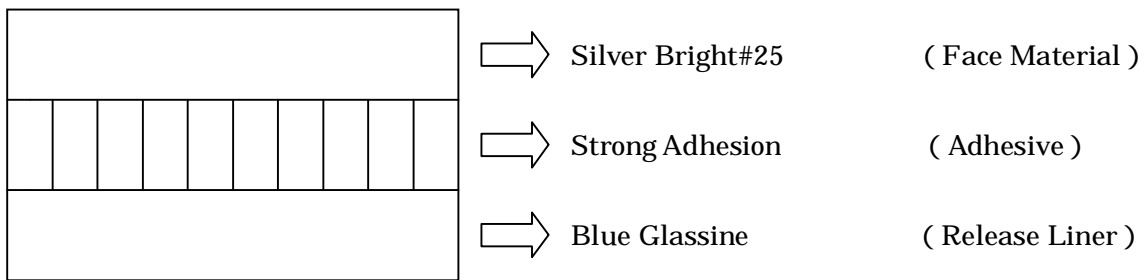 Silver Bright#25 ( Face Material )
Strong Adhesion ( Adhesive )
Blue Glassine ( Release Liner )